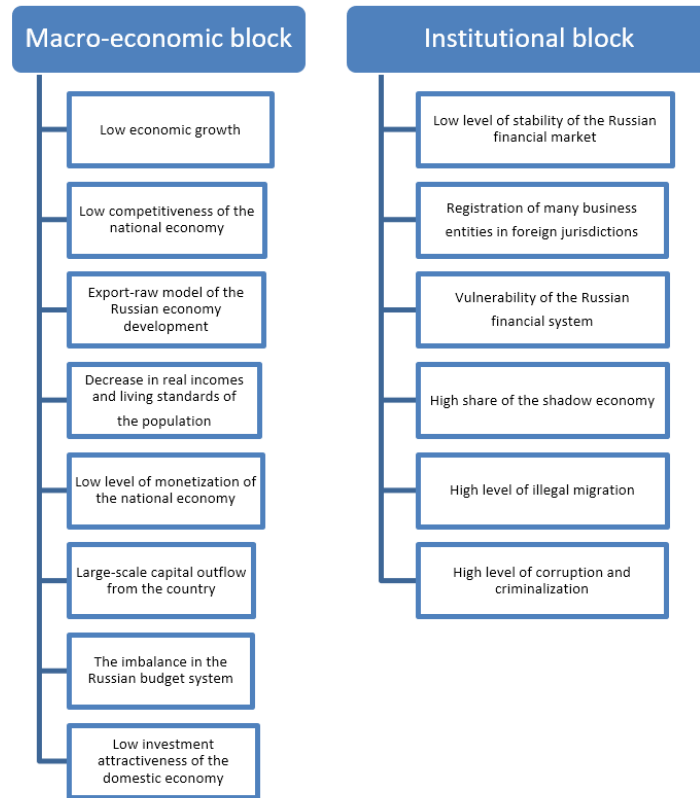 Macro-economic block
Low economic growth
Low competitiveness of the
national economy
Export-raw model of the
Russian economy
development
Decrease in real incomes
and living standards of
the population
Low level of monetization of
the national economy
Large-scale capital outflow
from the country
The imbalance in the
Russian budget system
Low investment
attractiveness of the
domestic economy
Institutional block
Low level of stability of the Russian
financial market
Registration of many business
entities in foreign jurisdictions
Vulnerability of the Russian
financial system
High share of the shadow economy
High level of illegal migration
High level of corruption and
criminalization